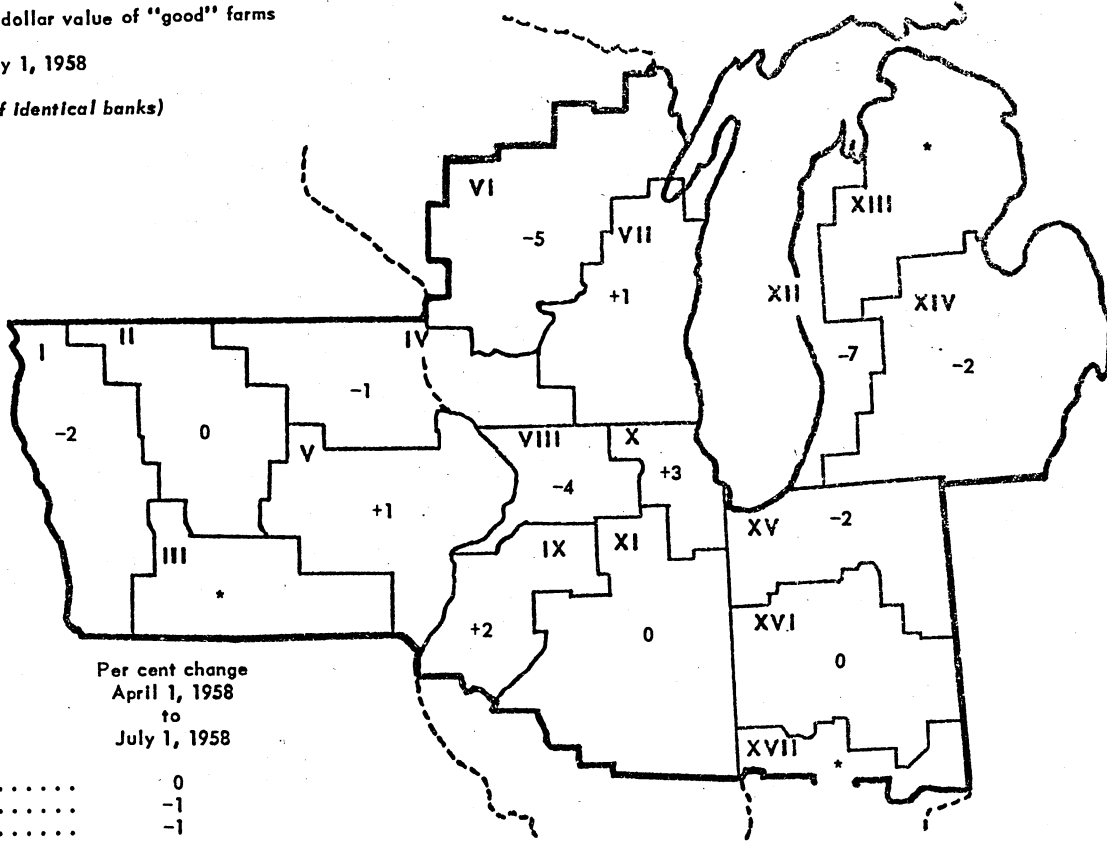 dollar value of "good" farms
y 1, 1958
f identical banks)
*
VI
XIII
-5
VII
+1
XII
XIV
II
IV
I
-7
-2
-1
-2
0
V
VIII
X
+3
-4
+1
XV
-2
III
IX
XI
*
+2
0
XVI
0
Per cent change
April 1, 1958
to
July 1, 1958
XVII
*
...... 0
...... -1
...... -1